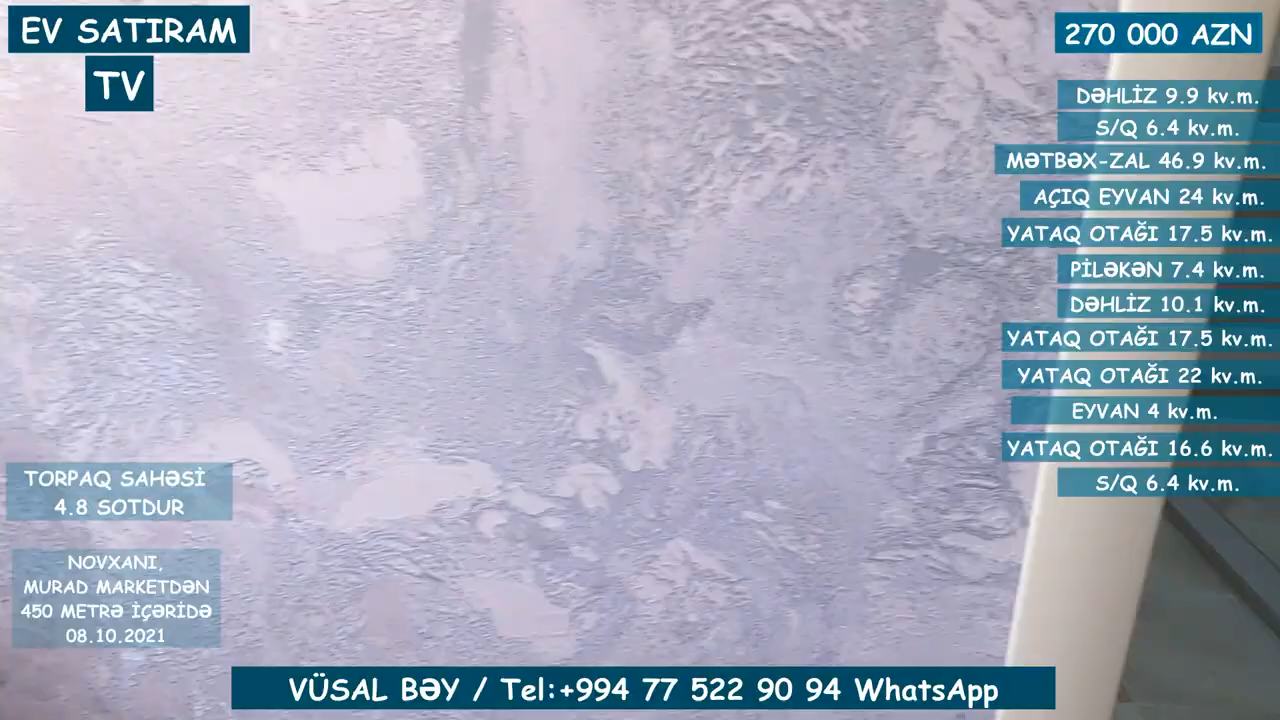 EV SATIRAM
TV
270 000 AZN
DƏHLİZ 9.9 kv.m.
S/Q 6.4 kv.m.
MƏTBƏX-ZAL 46.9 kv.m.
AÇIQ EYVAN 24 kv.m.
YATAQ OTAĞI 17.5 kv.m.
PİLƏKƏN 7.4 kv.m.
DƏHLİZ 10.1 kv.m.
YATAQ OTAĞI 17.5 kv.m.
YATAQ OTAĞI 22 kv.m.
EYVAN 4 kv.m.
YATAQ OTAĞI 16.6 kv.m.
S/Q 6.4 kv.m.
TORPAQ SAHƏSİ
4.8 SOTDUR
NOVXANI,
MURAD MARKETDƏN
450 METRƏ İÇƏRİDƏ
08.10.2021
VÜSAL BƏY / Tel:+994 77 522 90 94 WhatsApp